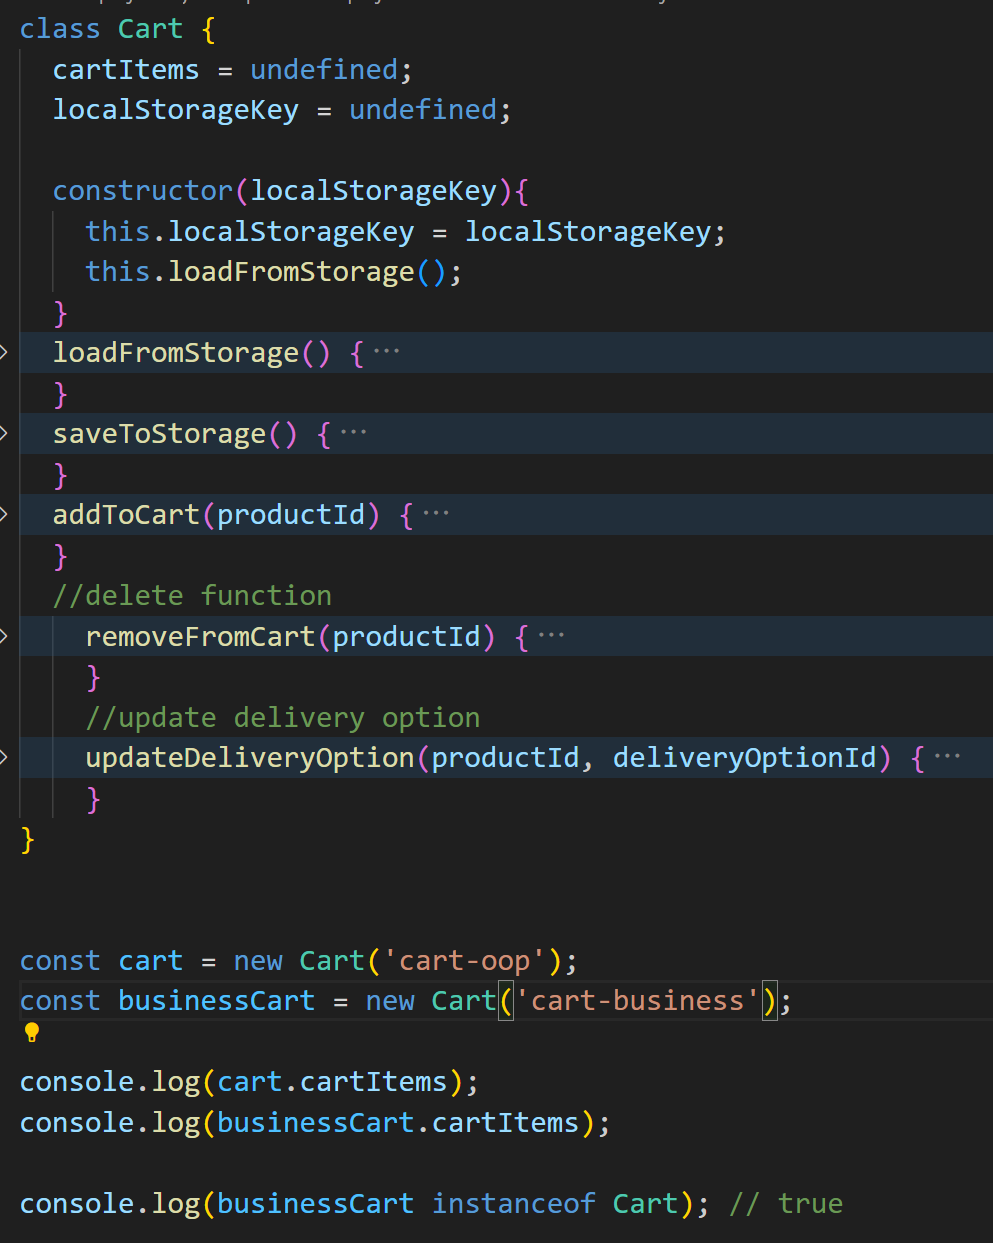 class Cart {
cartItems = undefined;
localStorageKey = undefined;
constructor(localStorageKey){
this.localStorageKey = localStorageKey;
this.loadFromStorage();
}
loadFromStorage() { ···
}
saveToStorage() { ···
}
addToCart(productId) { ···
}
//delete function
removeFromCart(productId) { ···
}
//update delivery option
updateDeliveryOption(productId, deliveryOptionId) { ···
}
}
const cart = new Cart('cart-oop');
const businessCart = new Cart('cart-business');
console.log(cart.cartItems);
console.log(businessCart.cartItems);
console.log(businessCart instanceof Cart); // true